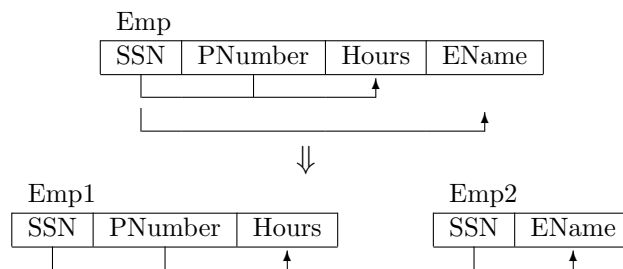 Emp
SSN PNumber Hours EName
⇓
Emp1 Emp2
SSN PNumber Hours SSN EName